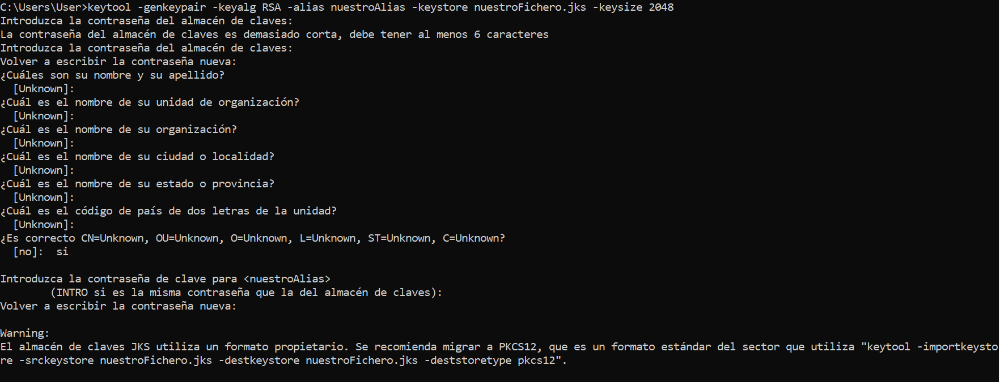 C:\Users\User>keytool -genkeypair -keyalg RSA -alias nuestroAlias -keystore nuestroFichero.jks -keysize 2048
Introduzca la contraseña del almacén de claves:
La contraseña del almacén de claves es demasiado corta, debe tener al menos 6 caracteres
Introduzca la contraseña del almacén de claves:
Volver a escribir la contraseña nueva:
¿Cuáles son su nombre y su apellido?
  [Unknown]:
¿Cuál es el nombre de su unidad de organización?
  [Unknown]:
¿Cuál es el nombre de su organización?
  [Unknown]:
¿Cuál es el nombre de su ciudad o localidad?
  [Unknown]:
¿Cuál es el nombre de su estado o provincia?
  [Unknown]:
¿Cuál es el código de país de dos letras de la unidad?
  [Unknown]:
¿Es correcto CN=Unknown, OU=Unknown, O=Unknown, L=Unknown, ST=Unknown, C=Unknown?
  [no]:  si

Introduzca la contraseña de clave para <nuestroAlias>
        (INTRO si es la misma contraseña que la del almacén de claves):
Volver a escribir la contraseña nueva:

Warning:
El almacén de claves JKS utiliza un formato propietario. Se recomienda migrar a PKCS12, que es un formato estándar del sector que utiliza "keytool -importkeysto
re -srckeystore nuestroFichero.jks -destkeystore nuestroFichero.jks -deststoretype pkcs12".